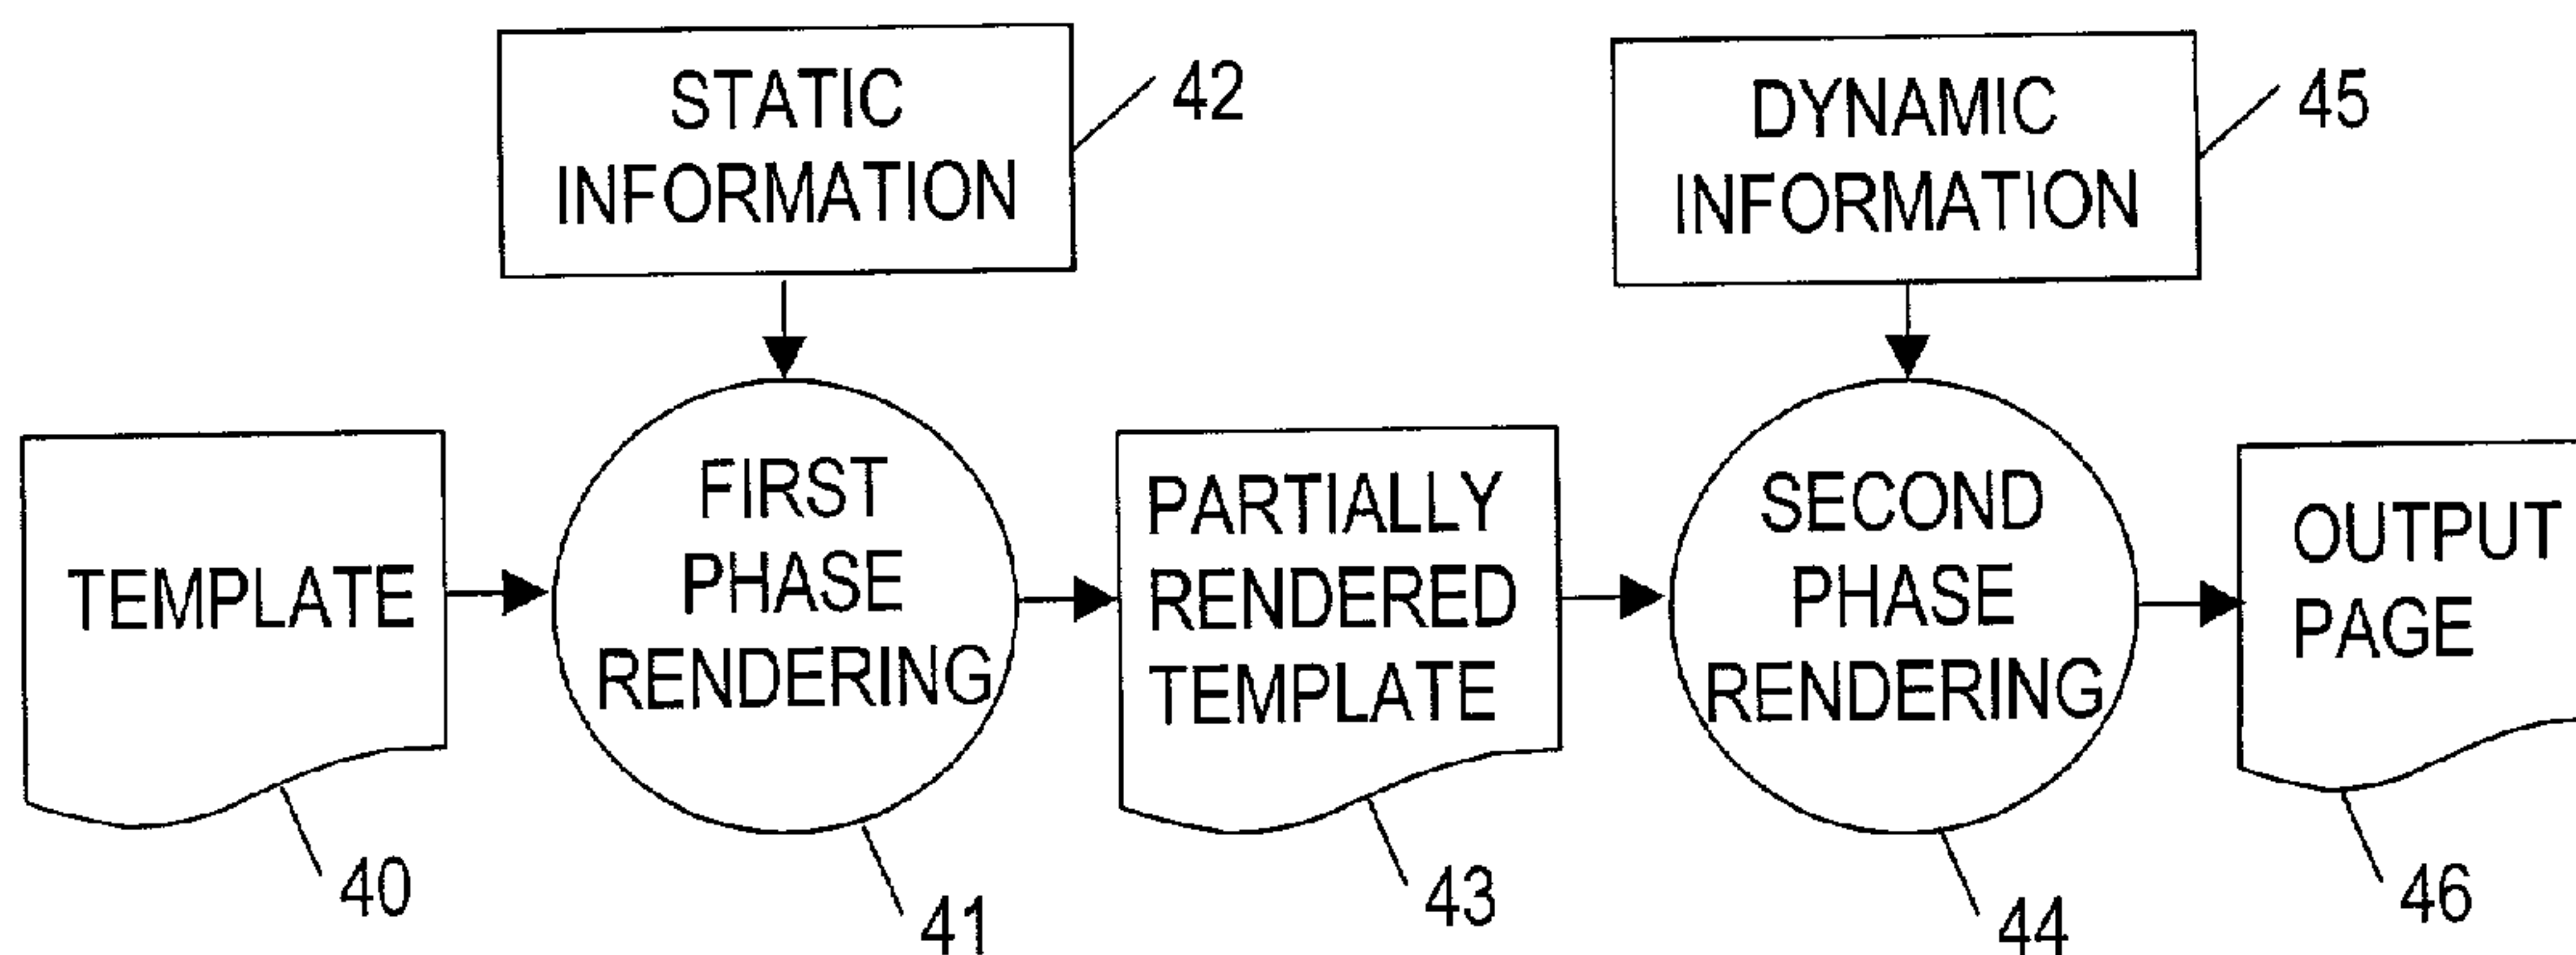 STATIC
INFORMATION
42
DYNAMIC
INFORMATION
45
TEMPLATE
40
FIRST
PHASE
RENDERING
41
PARTIALLY
RENDERED
TEMPLATE
43
SECOND
PHASE
RENDERING
44
OUTPUT
PAGE
46